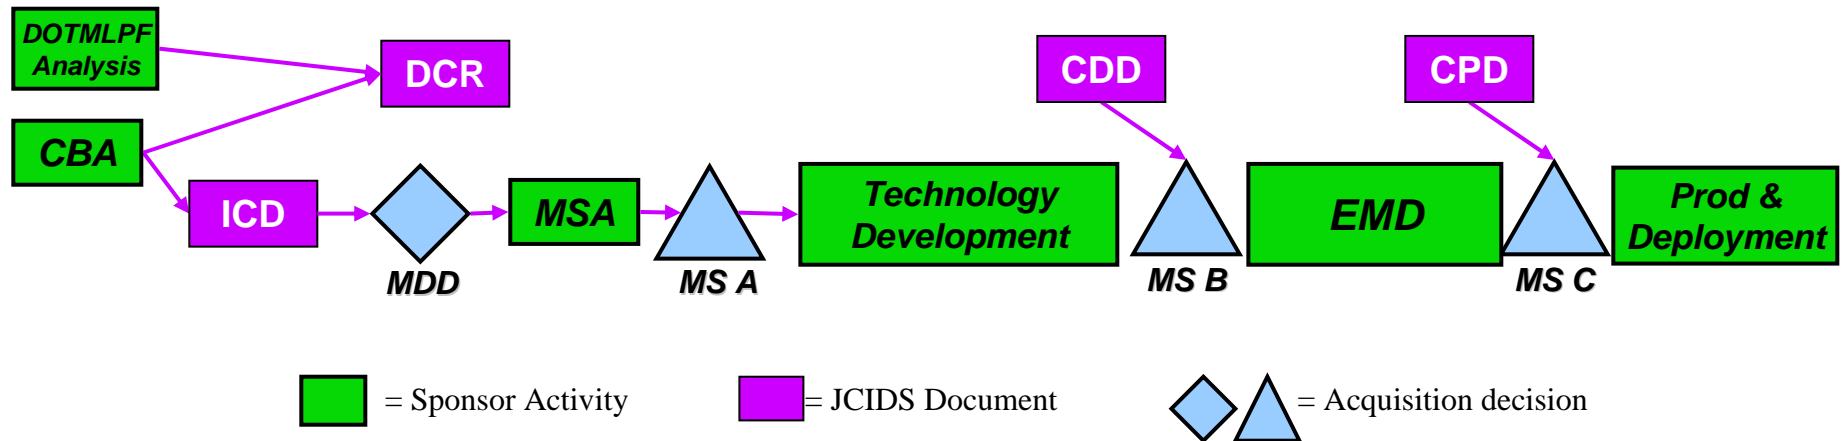 DOTMLPF
Analysis
DCR
CDD
CPD
CBA
ICD
MDD
MSA
MS A
Technology
Development
MS B
EMD
MS C
Prod &
Deployment
= Sponsor Activity
= JCIDS Document
= Acquisition decision